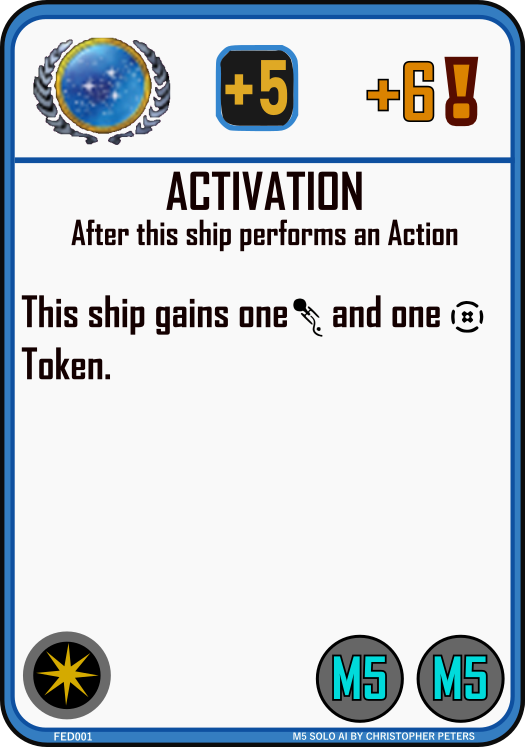 +5 +6!
ACTIVATION
After this ship performs an Action
This ship gains one and one
Token.
M5 M5
FED001 M5 SOLO AI BY CHRISTOPHER PETERS